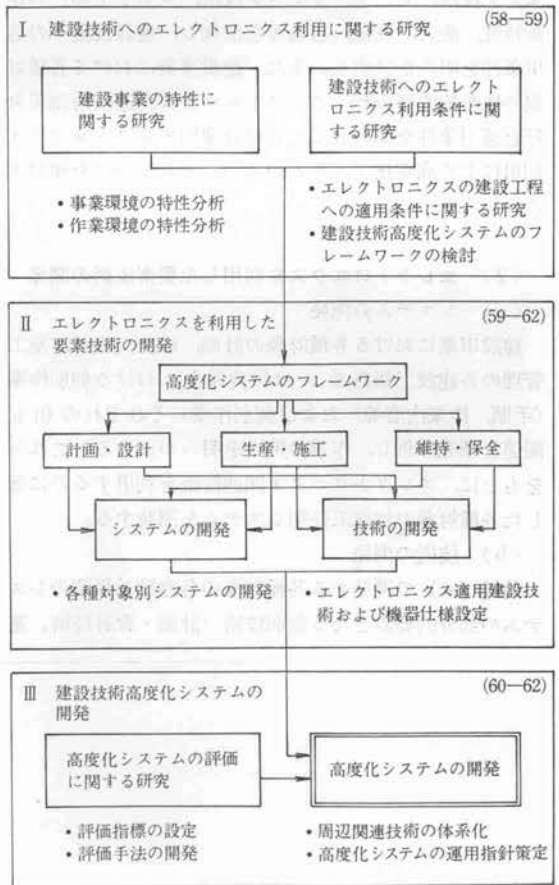 Ⅰ 建設技術へのエレクトロニクス利用に関する研究 (58−59)
建設事業の特性に
関する研究
建設技術へのエレクト
ロニクス利用条件に関
する研究
・事業環境の特性分析
・作業環境の特性分析
・エレクトロニクスの建設工程
への適用条件に関する研究
・建設技術高度化システムのフ
レームワークの検討
Ⅱ エレクトロニクスを利用した (59−62)
要素技術の開発
高度化システムのフレームワーク
計画・設計
生産・施工
維持・保全
システムの開発
技術の開発
・各種対象別システムの開発
・エレクトロニクス適用建設技
術および機器仕様設定
Ⅲ 建設技術高度化システムの (60−62)
開発
高度化システムの評価
に関する研究
高度化システムの開発
・評価指標の設定
・評価手法の開発
・周辺関連技術の体系化
・高度化システムの運用指針策定